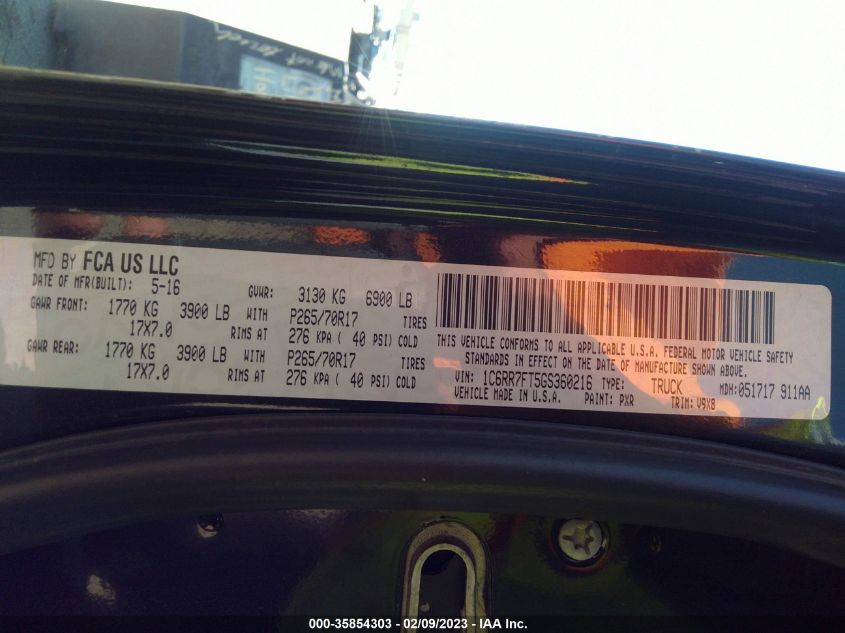 MFD BY FCA US LLC
DATE OF MFR(BUILT): 5-16 GVWR: 3130 KG 6900 LB
GAWR FRONT: 1770 KG 3900 LB WITH P265/70R17 TIRES
17X7.0 RIMS AT 276 KPA ( 40 PSI) COLD
GAWR REAR: 1770 KG 3900 LB WITH P265/70R17 TIRES
17X7.0 RIMS AT 276 KPA ( 40 PSI) COLD
THIS VEHICLE CONFORMS TO ALL APPLICABLE U.S.A. FEDERAL MOTOR VEHICLE SAFETY
STANDARDS IN EFFECT ON THE DATE OF MANUFACTURE SHOWN ABOVE.
VIN: 1C6RR7FT5GS360216 TYPE: TRUCK MDH: 051717 911AA
VEHICLE MADE IN U.S.A. PAINT: PXR TRIM: V9X8
000-35854303 - 02/09/2023 - IAA Inc.